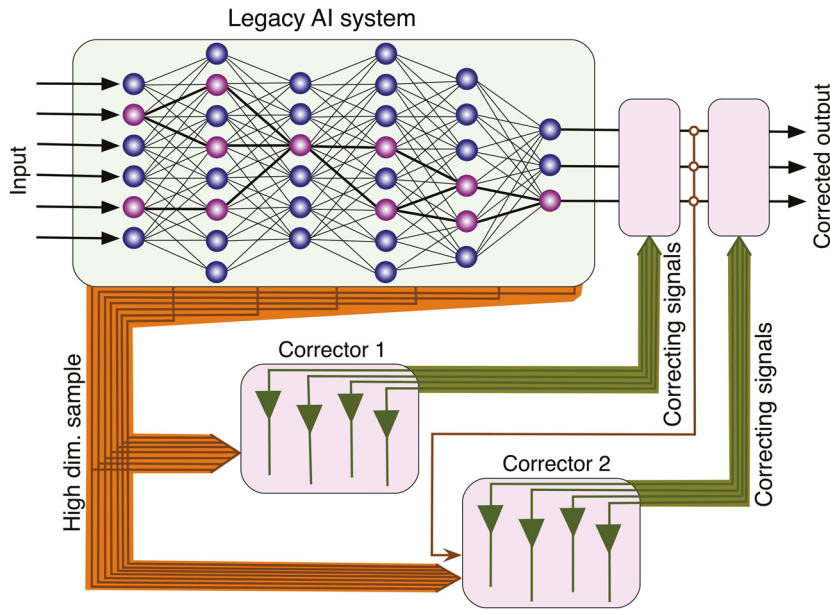 Legacy AI system
Input
Corrected output
Correcting signals
Correcting signals
High dim. sample
Corrector 1
Corrector 2